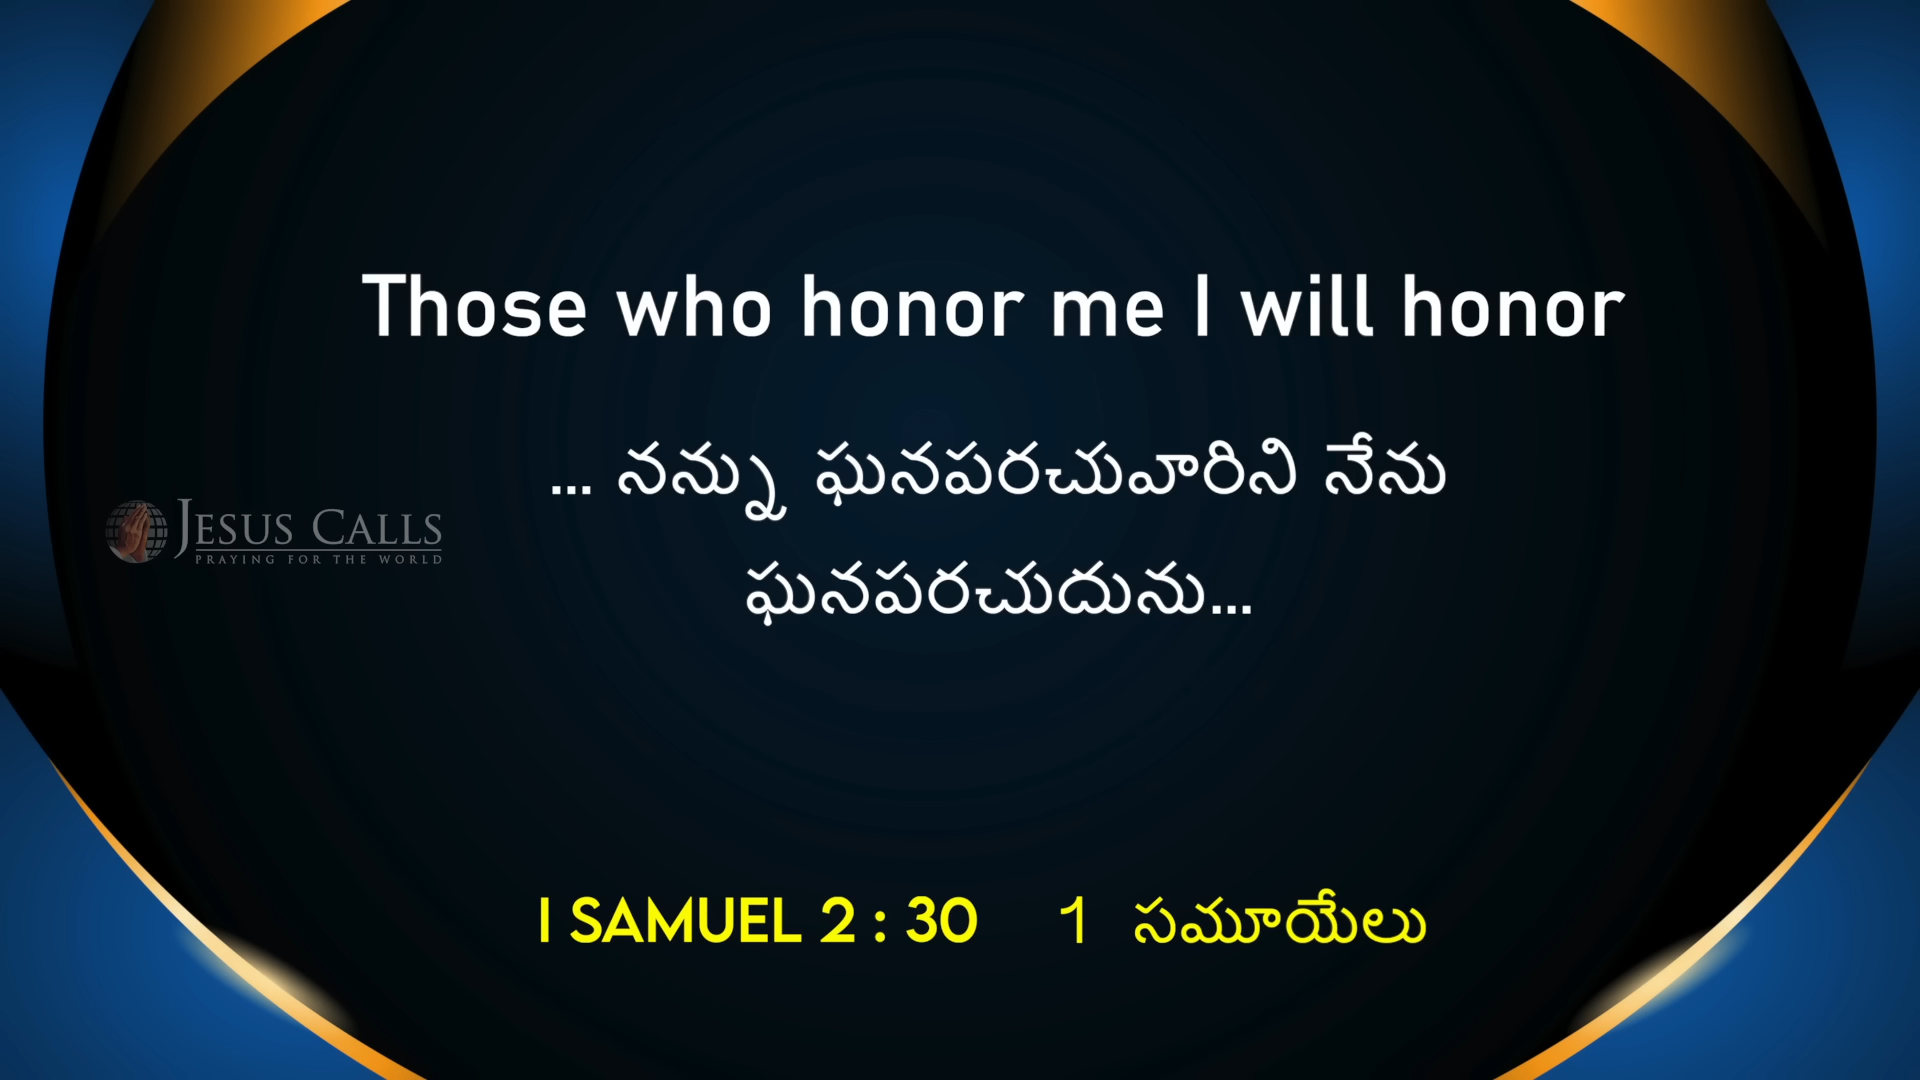 Those who honor me I will honor
... నన్ను ఘనపరచువారిని నేను
ఘనపరచుదును...
JESUS CALLS
PRAYING FOR THE WORLD
I SAMUEL 2 : 30 1 సమూయేలు